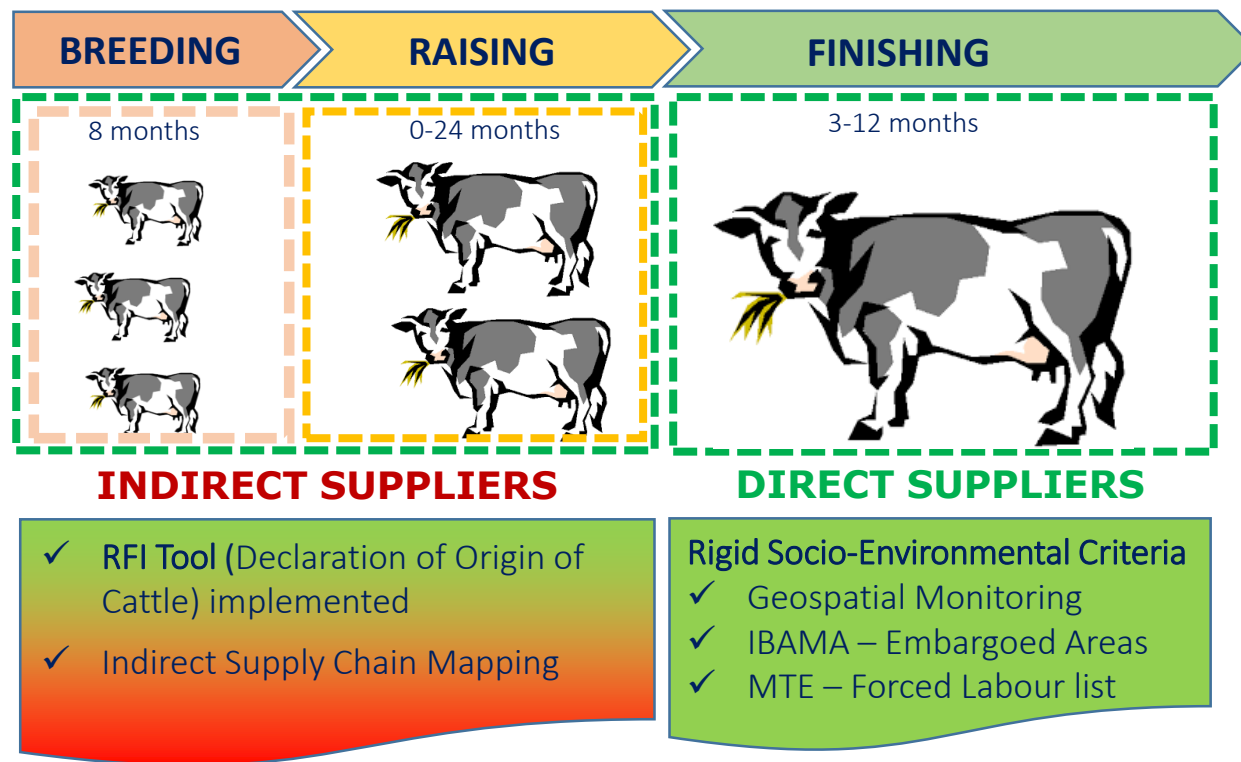 BREEDING
RAISING
FINISHING
8 months
0-24 months
3-12 months
INDIRECT SUPPLIERS
DIRECT SUPPLIERS
✓ RFI Tool (Declaration of Origin of
Cattle) implemented
✓ Indirect Supply Chain Mapping
Rigid Socio-Environmental Criteria
✓ Geospatial Monitoring
✓ IBAMA – Embargoed Areas
✓ MTE – Forced Labour list